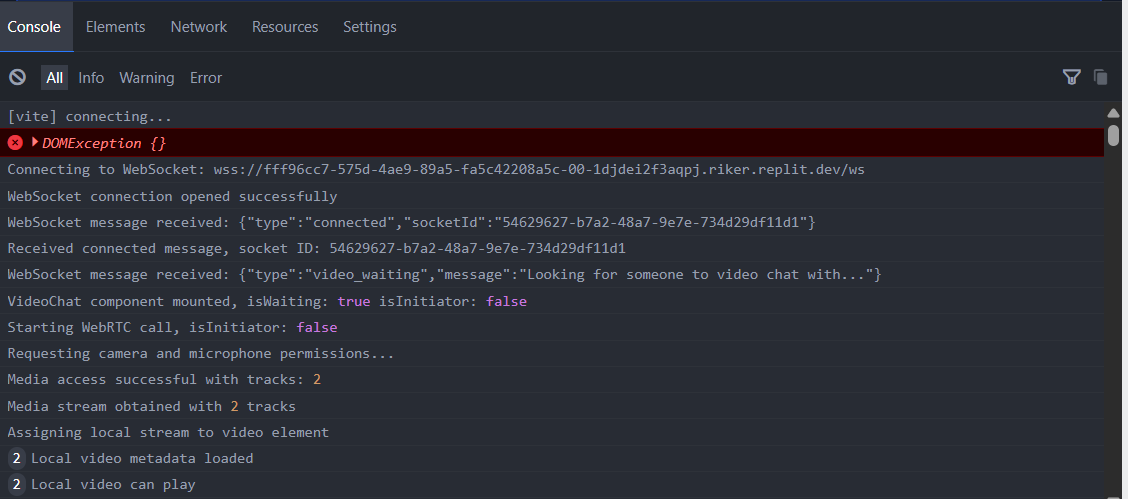 Console Elements Network Resources Settings
All Info Warning Error
[vite] connecting...
DOMException {}
Connecting to WebSocket: wss://fff96cc7-575d-4ae9-89a5-fa5c42208a5c-00-1djdei2f3aqpj.riker.replit.dev/ws
WebSocket connection opened successfully
WebSocket message received: {"type":"connected","socketId":"54629627-b7a2-48a7-9e7e-734d29df11d1"}
Received connected message, socket ID: 54629627-b7a2-48a7-9e7e-734d29df11d1
WebSocket message received: {"type":"video_waiting","message":"Looking for someone to video chat with..."}
VideoChat component mounted, isWaiting: true isInitiator: false
Starting WebRTC call, isInitiator: false
Requesting camera and microphone permissions...
Media access successful with tracks: 2
Media stream obtained with 2 tracks
Assigning local stream to video element
2 Local video metadata loaded
2 Local video can play